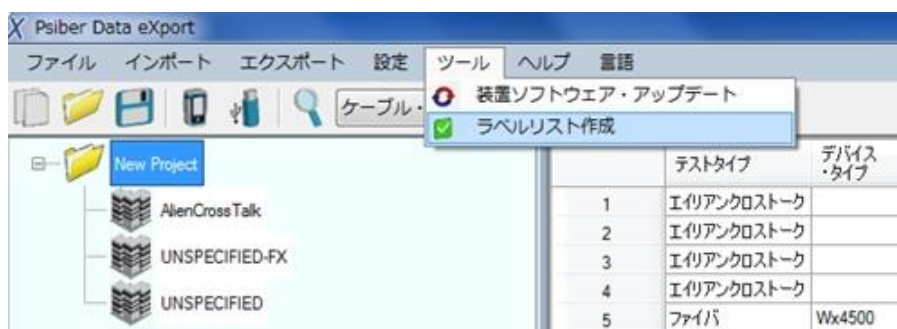 Psiber Data eXport
ファイル インポート エクスポート 設定 ツール ヘルプ 言語
ケーブル・
装置ソフトウェア・アップデート
ラベルリスト作成
New Project
AlienCrossTalk
UNSPECIFIED-FX
UNSPECIFIED
テストタイプ デバイス・タイプ
1 エイリアンクロストーク
2 エイリアンクロストーク
3 エイリアンクロストーク
4 エイリアンクロストーク
5 ファイバ Wx4500